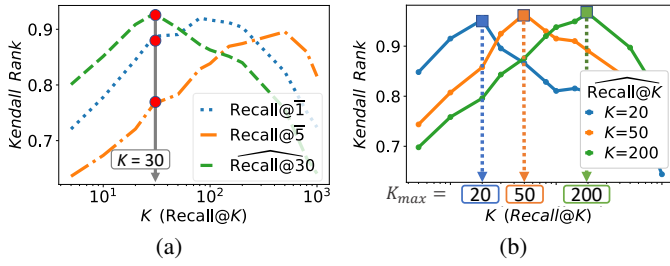 Kendall Rank
0.9
0.8
0.7
K = 30
Recall@1̅
Recall@5̅
Recall@30
10¹
10²
10³
K (Recall@K)
(a)
Kendall Rank
0.9
0.8
0.7
Recall@K
K=20
K=50
K=200
K_max =
20
50
200
K (Recall@K)
(b)